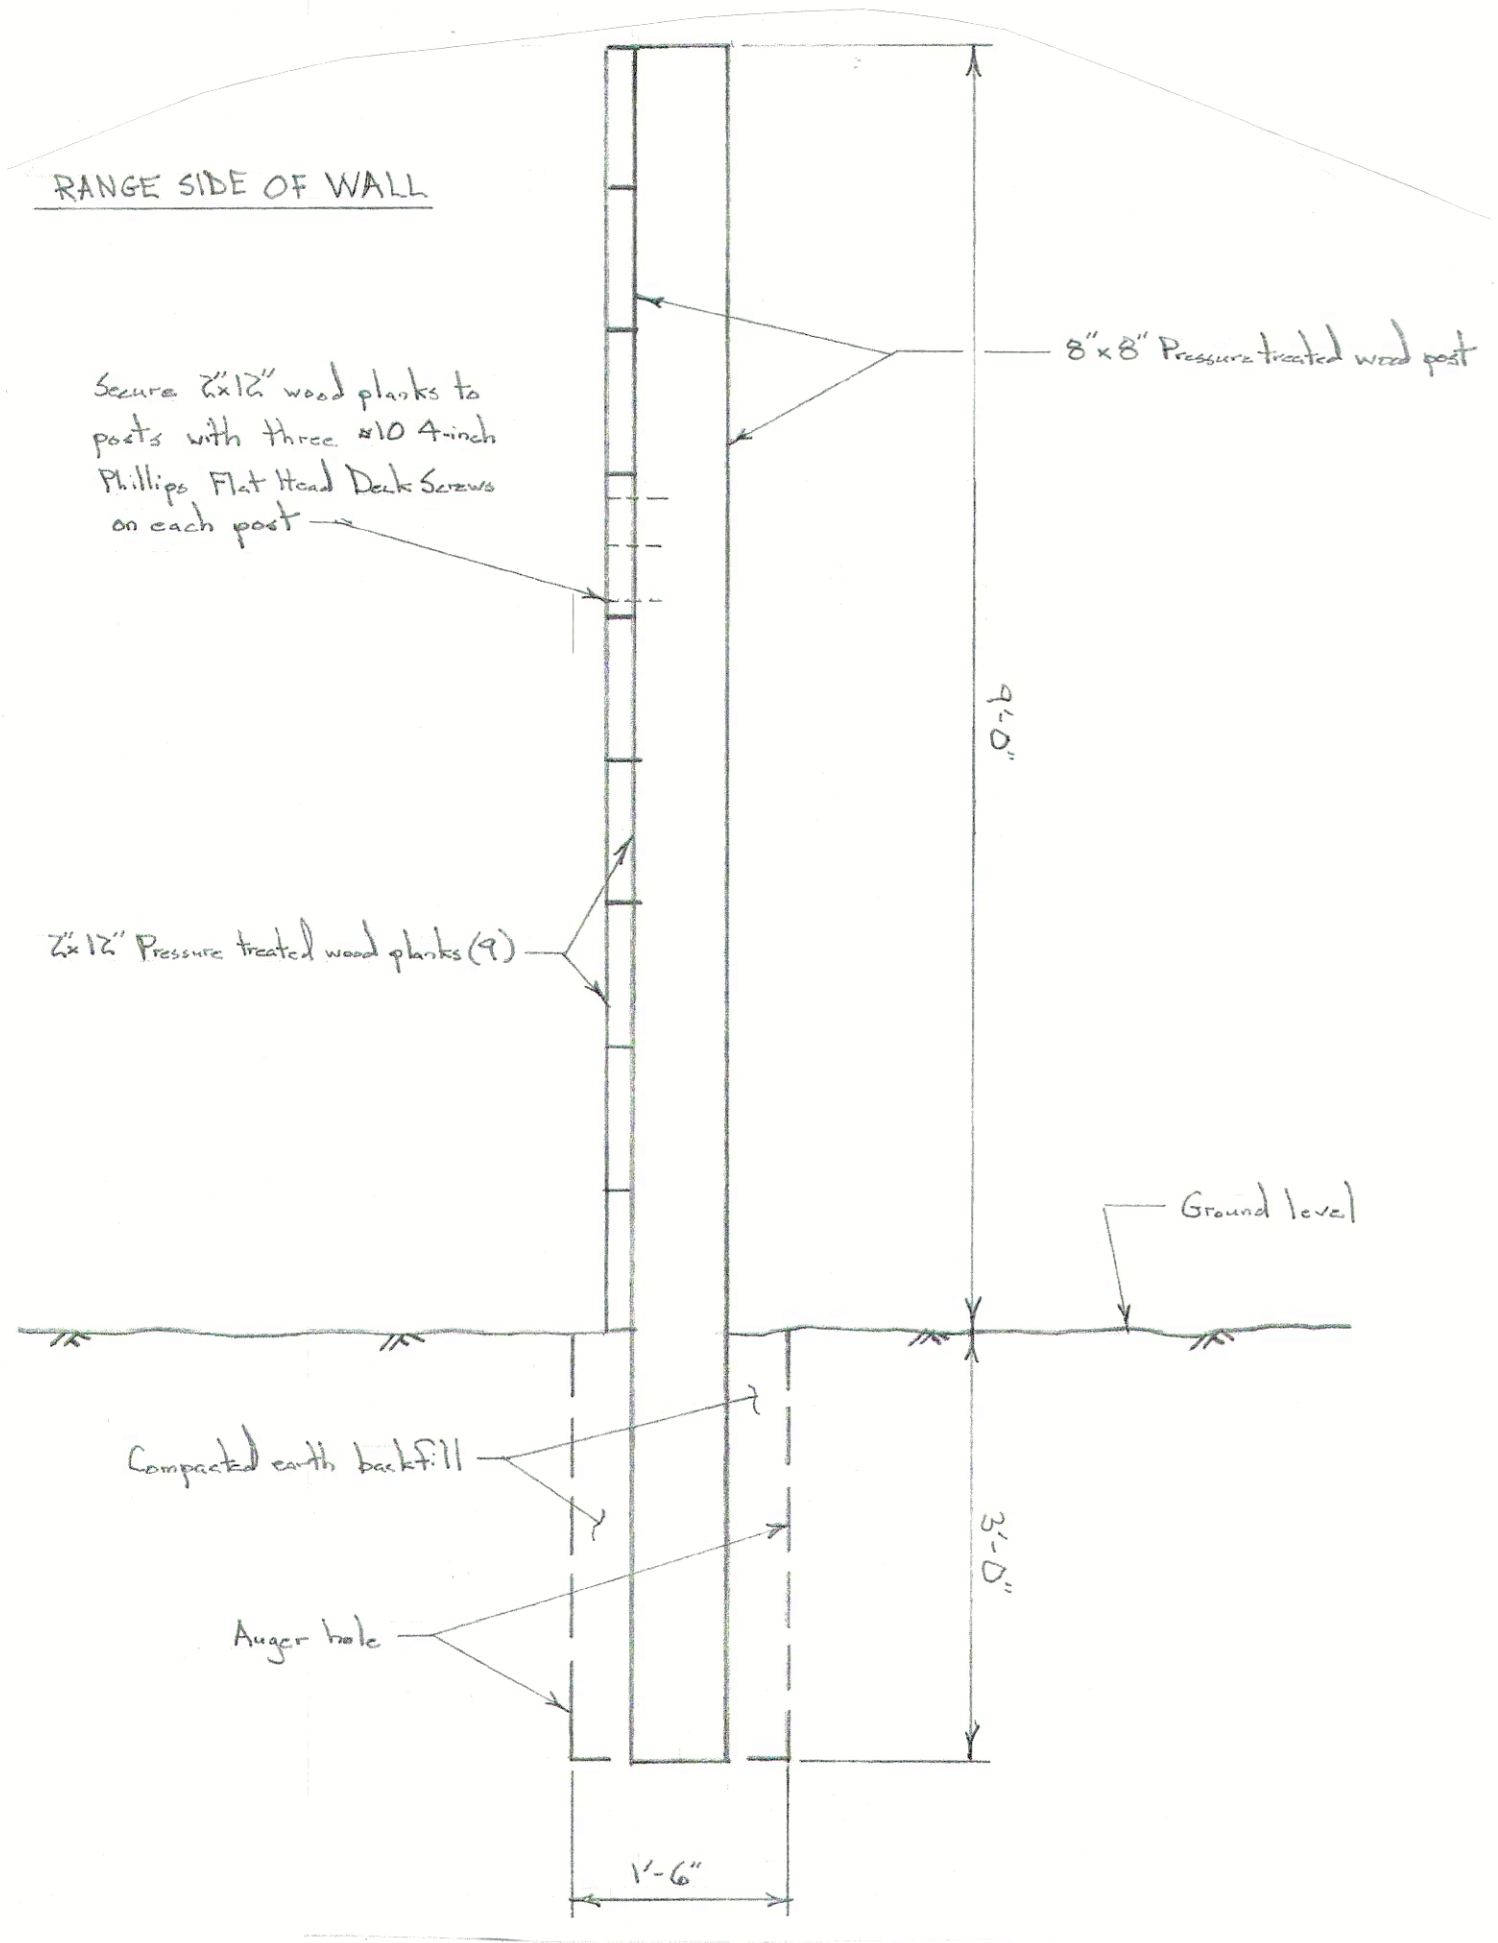 RANGE SIDE OF WALL
8"x8" Pressure treated wood post
Secure 2"x12" wood planks to
posts with three #10 4-inch
Phillips Flat Head Deck Screws
on each post
9'-0"
2"x12" Pressure treated wood planks (9)
Ground level
Compacted earth backfill
3'-0"
Auger hole
1'-6"